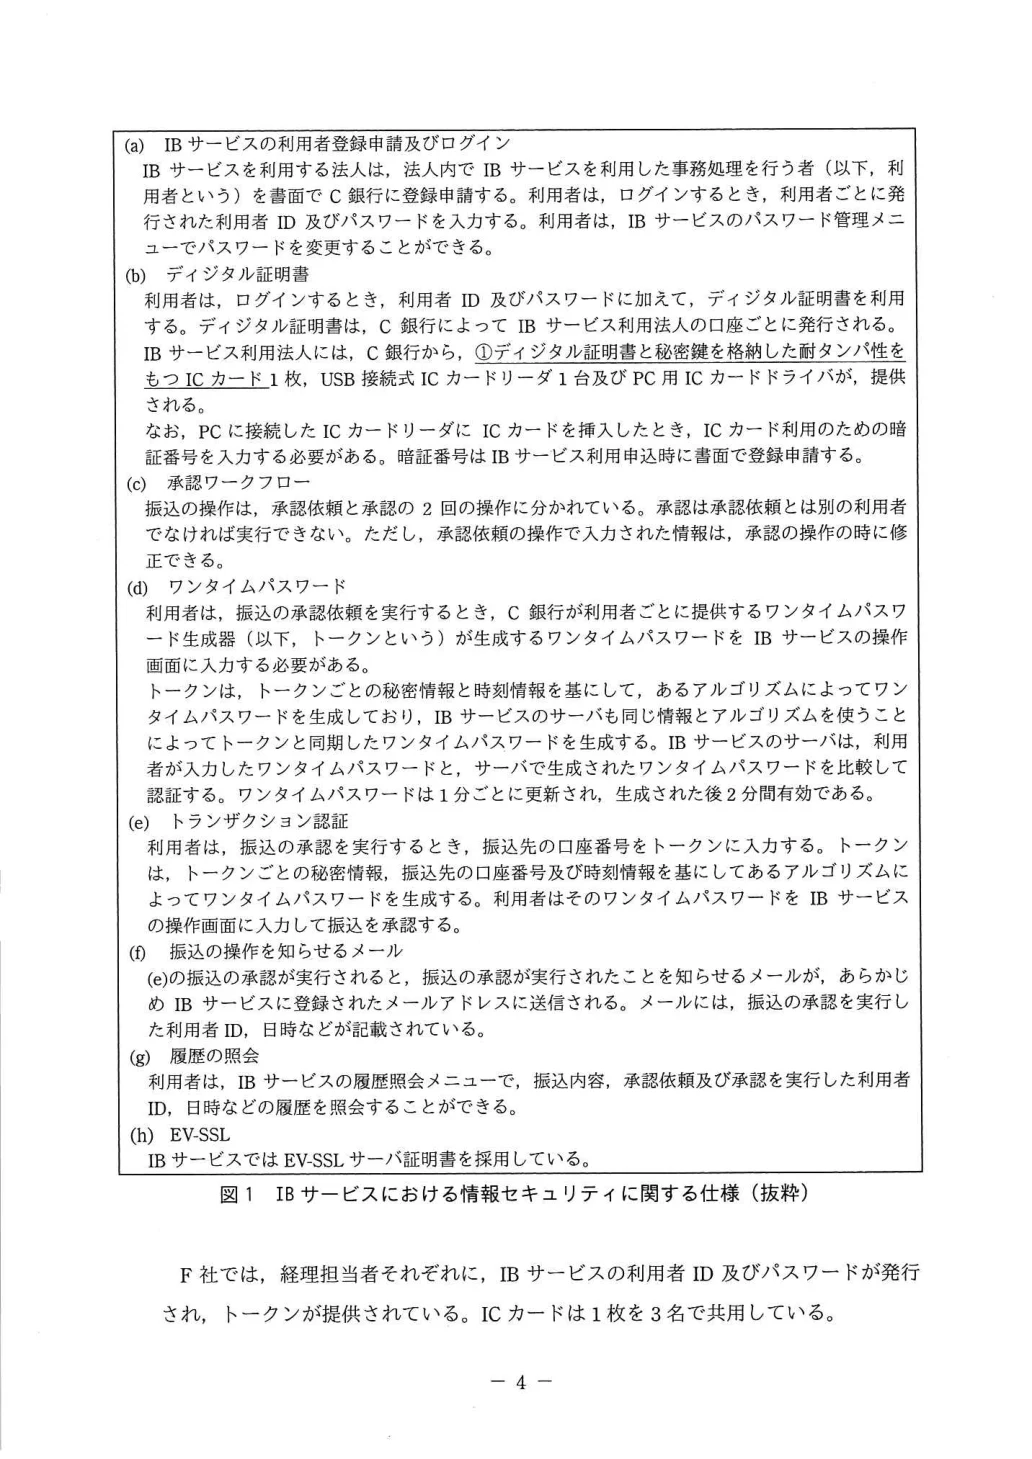 (a) IB サービスの利用者登録申請及びログイン
IB サービスを利用する法人は，法人内で IB サービスを利用した事務処理を行う者（以下，利
用者という）を書面で C 銀行に登録申請する。利用者は，ログインするとき，利用者ごとに発
行された利用者 ID 及びパスワードを入力する。利用者は，IB サービスのパスワード管理メニ
ューでパスワードを変更することができる。
(b) ディジタル証明書
利用者は，ログインするとき，利用者 ID 及びパスワードに加えて，ディジタル証明書を利用
する。ディジタル証明書は，C 銀行によって IB サービス利用法人の口座ごとに発行される。
IB サービス利用法人には，C 銀行から，①ディジタル証明書と秘密鍵を格納した耐タンパ性を
もつ IC カード 1 枚，USB 接続式 IC カードリーダ 1 台及び PC 用 IC カードドライバが，提供
される。
なお，PC に接続した IC カードリーダに IC カードを挿入したとき，IC カード利用のための暗
証番号を入力する必要がある。暗証番号は IB サービス利用申込時に書面で登録申請する。
(c) 承認ワークフロー
振込の操作は，承認依頼と承認の 2 回の操作に分かれている。承認は承認依頼とは別の利用者
でなければ実行できない。ただし，承認依頼の操作で入力された情報は，承認の操作の時に修
正できる。
(d) ワンタイムパスワード
利用者は，振込の承認依頼を実行するとき，C 銀行が利用者ごとに提供するワンタイムパスワ
ード生成器（以下，トークンという）が生成するワンタイムパスワードを IB サービスの操作
画面に入力する必要がある。
トークンは，トークンごとの秘密情報と時刻情報を基にして，あるアルゴリズムによってワン
タイムパスワードを生成しており，IB サービスのサーバも同じ情報とアルゴリズムを使うこと
によってトークンと同期したワンタイムパスワードを生成する。IB サービスのサーバは，利用
者が入力したワンタイムパスワードと，サーバで生成されたワンタイムパスワードを比較して
認証する。ワンタイムパスワードは 1 分ごとに更新され，生成された後 2 分間有効である。
(e) トランザクション認証
利用者は，振込の承認を実行するとき，振込先の口座番号をトークンに入力する。トークン
は，トークンごとの秘密情報，振込先の口座番号及び時刻情報を基にしてあるアルゴリズムに
よってワンタイムパスワードを生成する。利用者はそのワンタイムパスワードを IB サービス
の操作画面に入力して振込を承認する。
(f) 振込の操作を知らせるメール
(e)の振込の承認が実行されると，振込の承認が実行されたことを知らせるメールが，あらかじ
め IB サービスに登録されたメールアドレスに送信される。メールには，振込の承認を実行し
た利用者 ID，日時などが記載されている。
(g) 履歴の照会
利用者は，IB サービスの履歴照会メニューで，振込内容，承認依頼及び承認を実行した利用者
ID，日時などの履歴を照会することができる。
(h) EV-SSL
IB サービスでは EV-SSL サーバ証明書を採用している。
図 1 IB サービスにおける情報セキュリティに関する仕様（抜粋）
F 社では，経理担当者それぞれに，IB サービスの利用者 ID 及びパスワードが発行
され，トークンが提供されている。IC カードは 1 枚を 3 名で共用している。
－ 4 －